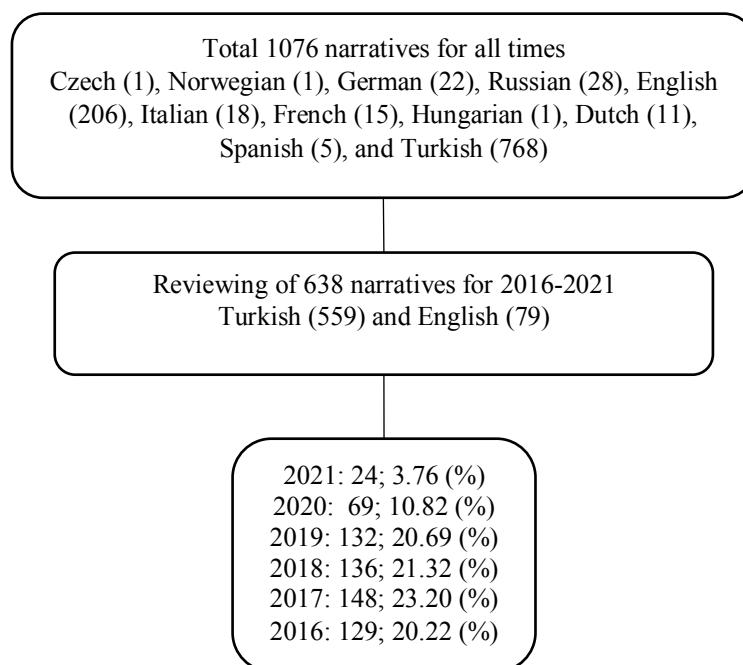 Total 1076 narratives for all times
Czech (1), Norwegian (1), German (22), Russian (28), English
(206), Italian (18), French (15), Hungarian (1), Dutch (11),
Spanish (5), and Turkish (768)
Reviewing of 638 narratives for 2016-2021
Turkish (559) and English (79)
2021: 24; 3.76 (%)
2020: 69; 10.82 (%)
2019: 132; 20.69 (%)
2018: 136; 21.32 (%)
2017: 148; 23.20 (%)
2016: 129; 20.22 (%)